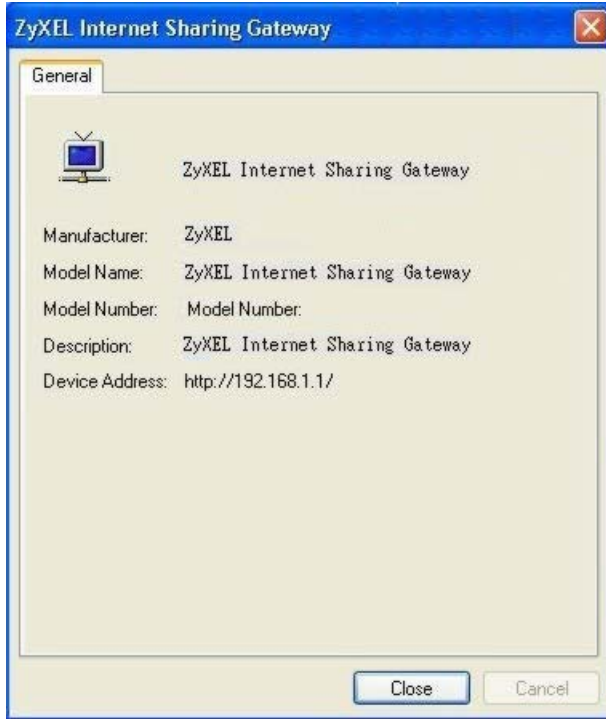 ZyXEL Internet Sharing Gateway
General
ZyXEL Internet Sharing Gateway
Manufacturer: ZyXEL
Model Name: ZyXEL Internet Sharing Gateway
Model Number: Model Number:
Description: ZyXEL Internet Sharing Gateway
Device Address: http://192.168.1.1/
Close Cancel